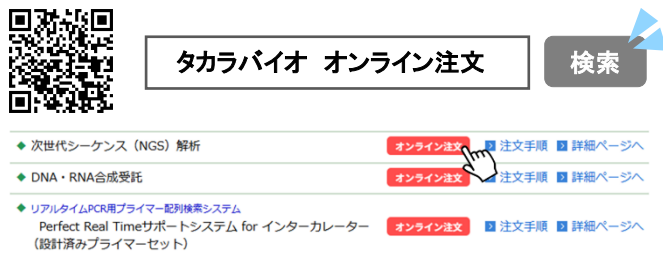 タカラバイオ オンライン注文 検索
◆ 次世代シーケンス（NGS）解析 オンライン注文 注文手順 詳細ページへ
◆ DNA・RNA合成受託 オンライン注文 注文手順 詳細ページへ
◆ リアルタイムPCR用プライマー配列検索システム
Perfect Real Timeサポートシステム for インターカレーター オンライン注文 注文手順 詳細ページへ
（設計済みプライマーセット）